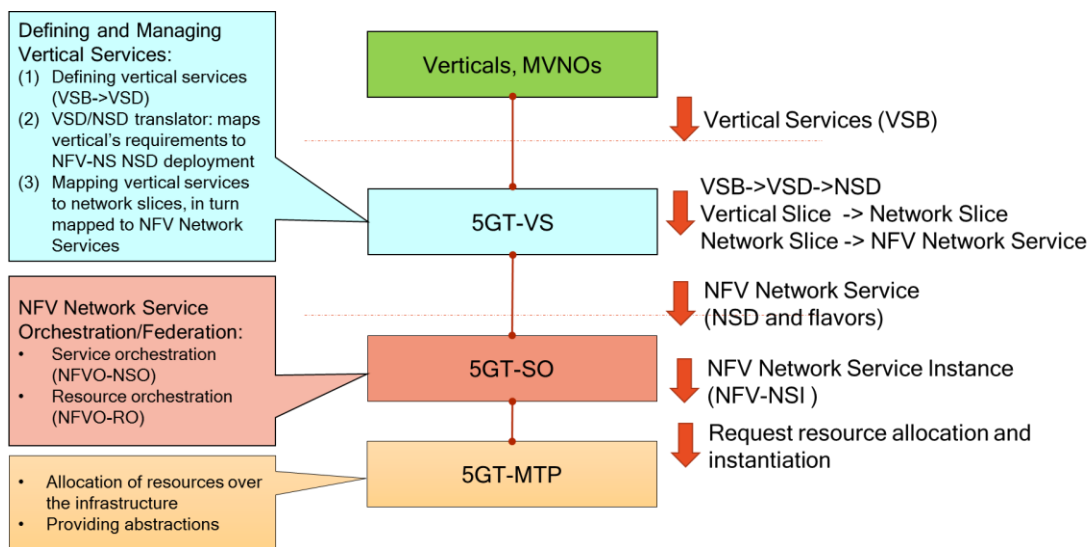 Defining and Managing
Vertical Services:
(1) Defining vertical services
(VSB->VSD)
(2) VSD/NSD translator: maps
vertical's requirements to
NFV-NS NSD deployment
(3) Mapping vertical services
to network slices, in turn
mapped to NFV Network
Services
Verticals, MVNOs
Vertical Services (VSB)
5GT-VS
VSB->VSD->NSD
Vertical Slice -> Network Slice
Network Slice -> NFV Network Service
NFV Network Service
Orchestration/Federation:
• Service orchestration
(NFVO-NSO)
• Resource orchestration
(NFVO-RO)
NFV Network Service
(NSD and flavors)
5GT-SO
NFV Network Service Instance
(NFV-NSI )
Request resource allocation and
instantiation
5GT-MTP
• Allocation of resources over
the infrastructure
• Providing abstractions